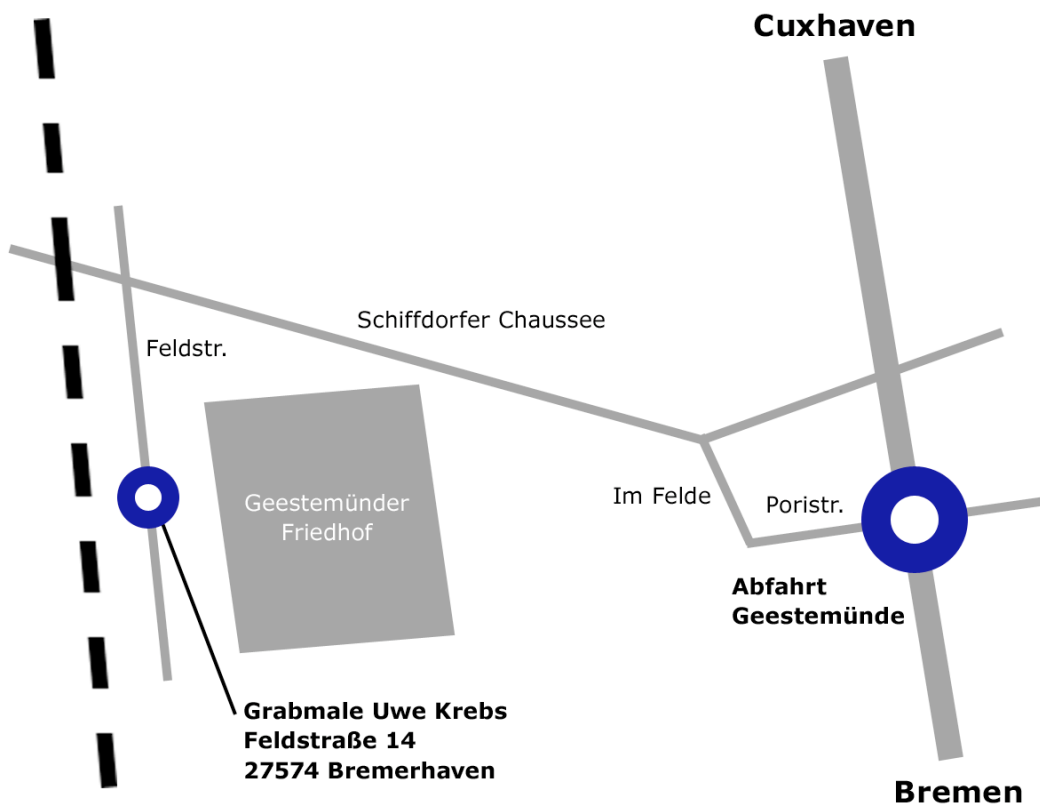 Cuxhaven
Schiffdorfer Chaussee
Feldstr.
Geestemünder
Friedhof
Im Felde
Poristr.
Abfahrt
Geestemünde
Grabmale Uwe Krebs
Feldstraße 14
27574 Bremerhaven
Bremen